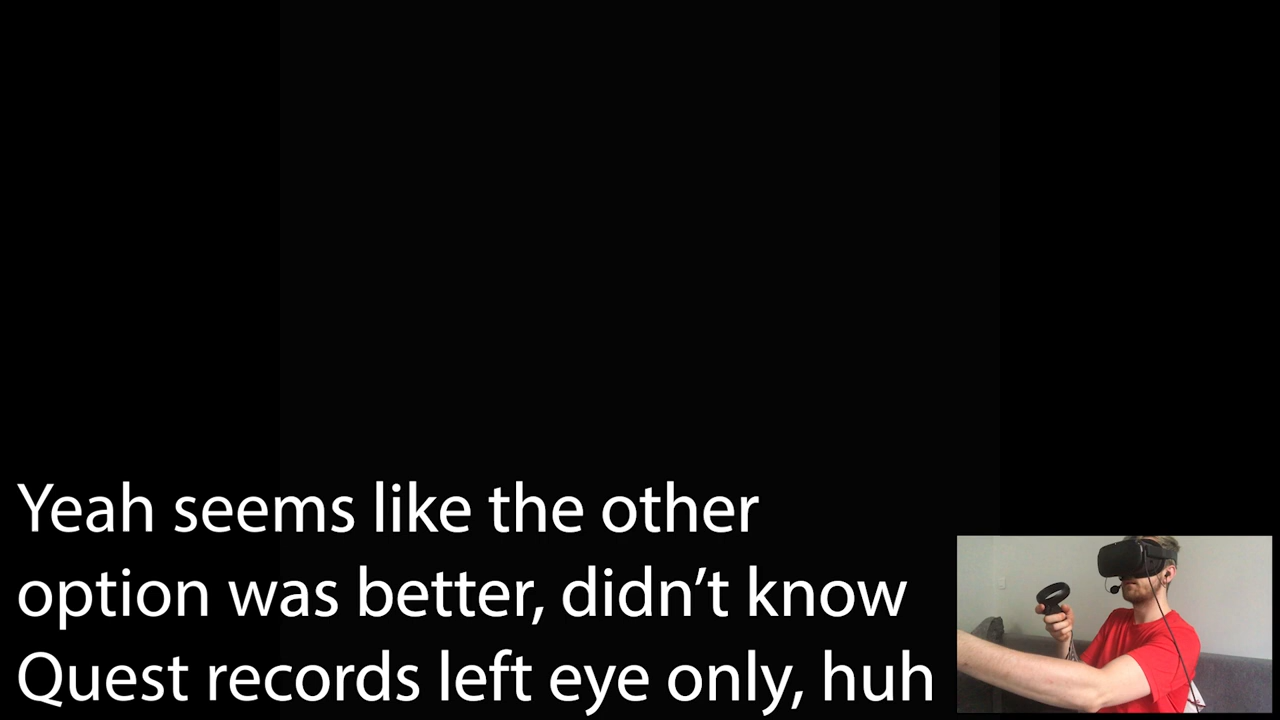 Yeah seems like the other
option was better, didn’t know
Quest records left eye only, huh